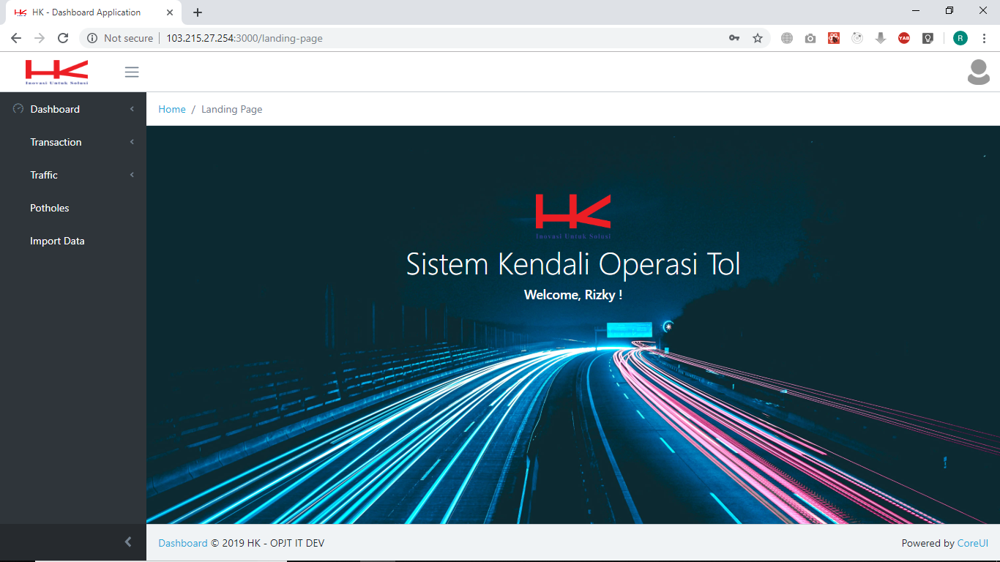 HK - Dashboard Application
Not secure
103.215.27.254:3000/landing-page
YAB
R
HK
Inovasi Untuk Solusi
Dashboard
Transaction
Traffic
Potholes
Import Data
Home / Landing Page
HK
Inovasi Untuk Solusi
Sistem Kendali Operasi Tol
Welcome, Rizky !
Dashboard © 2019 HK - OPJT IT DEV
Powered by CoreUI